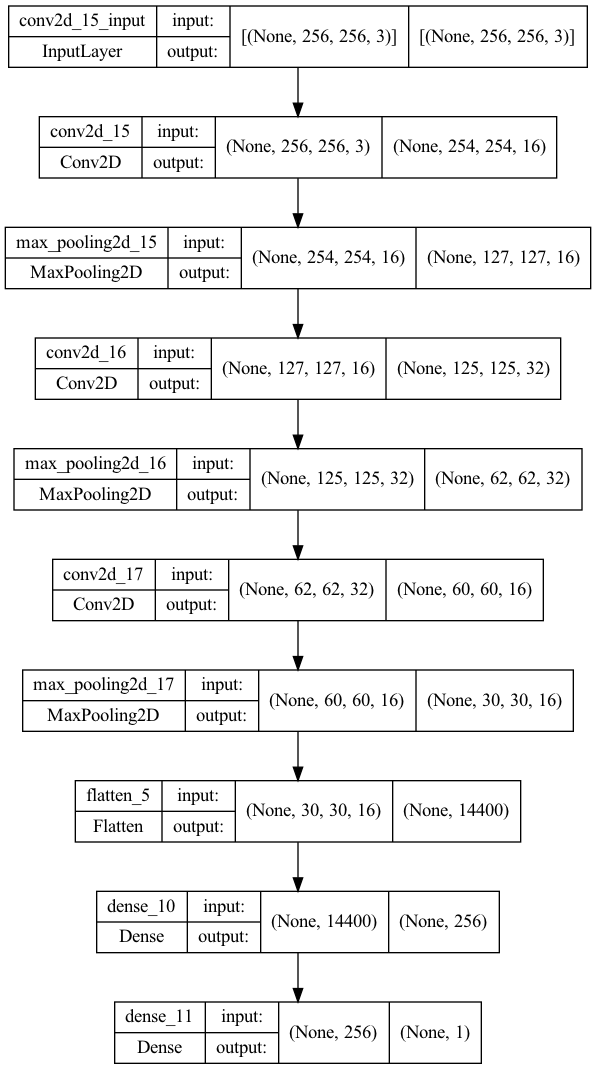 conv2d_15_input input: [(None, 256, 256, 3)] [(None, 256, 256, 3)]
InputLayer output:
conv2d_15 input: (None, 256, 256, 3) (None, 254, 254, 16)
Conv2D output:
max_pooling2d_15 input: (None, 254, 254, 16) (None, 127, 127, 16)
MaxPooling2D output:
conv2d_16 input: (None, 127, 127, 16) (None, 125, 125, 32)
Conv2D output:
max_pooling2d_16 input: (None, 125, 125, 32) (None, 62, 62, 32)
MaxPooling2D output:
conv2d_17 input: (None, 62, 62, 32) (None, 60, 60, 16)
Conv2D output:
max_pooling2d_17 input: (None, 60, 60, 16) (None, 30, 30, 16)
MaxPooling2D output:
flatten_5 input: (None, 30, 30, 16) (None, 14400)
Flatten output:
dense_10 input: (None, 14400) (None, 256)
Dense output:
dense_11 input: (None, 256) (None, 1)
Dense output: